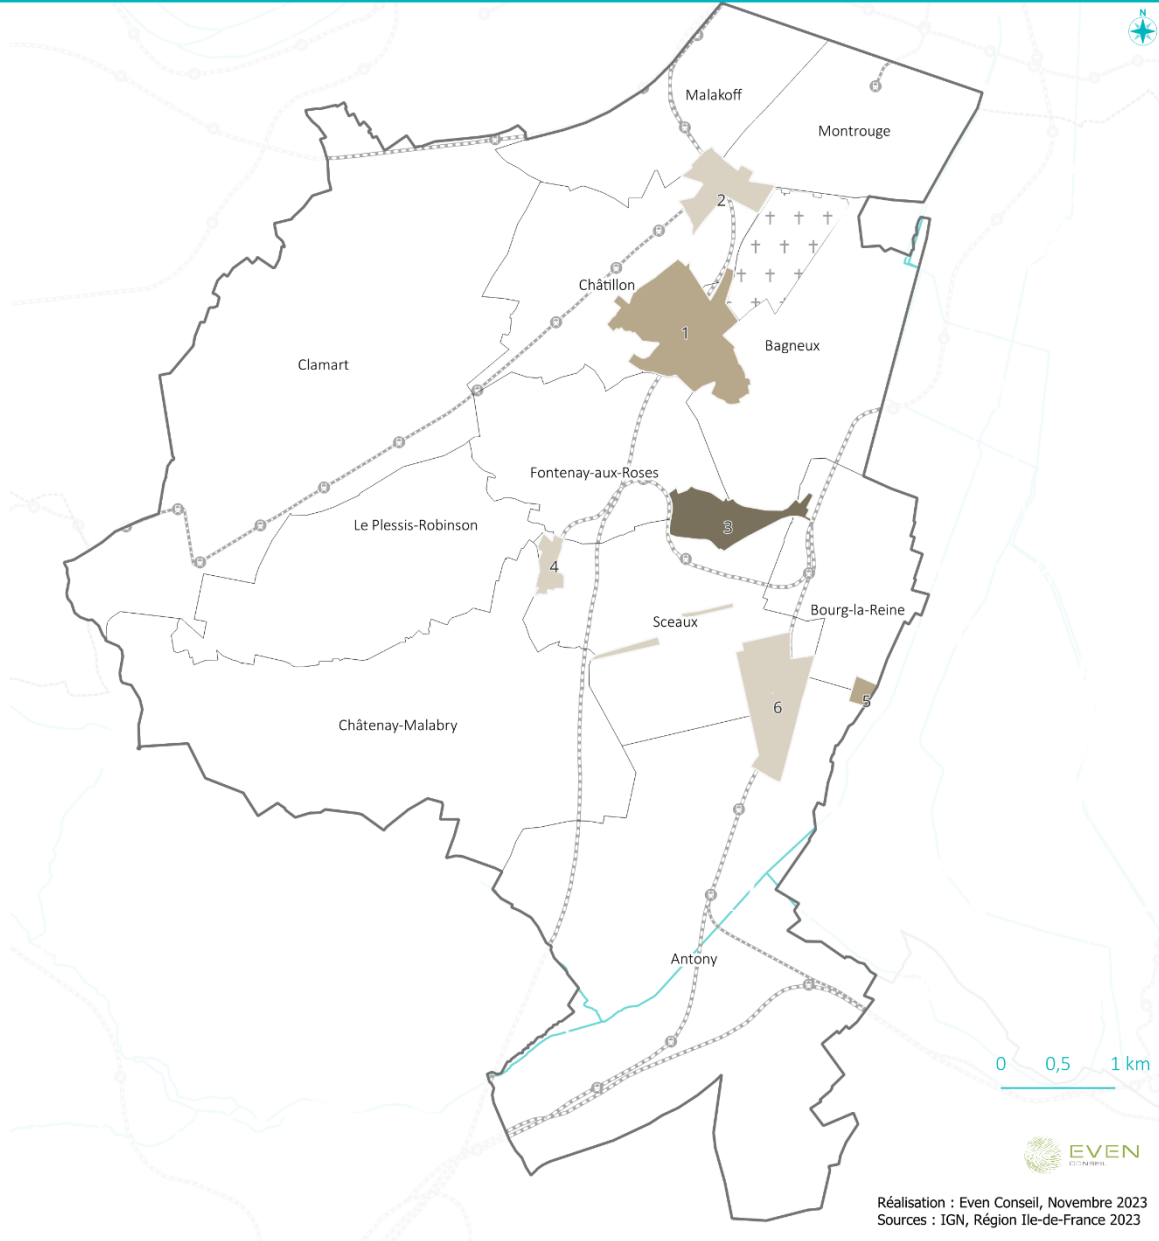 N
Malakoff
Montrouge
2
Châtillon
1
Bagneux
Clamart
Fontenay-aux-Roses
Le Plessis-Robinson
3
4
Bourg-la-Reine
Sceaux
5
6
Châtenay-Malabry
Antony
0 0,5 1 km
EVEN
CONSEIL
Réalisation : Even Conseil, Novembre 2023
Sources : IGN, Région Ile-de-France 2023